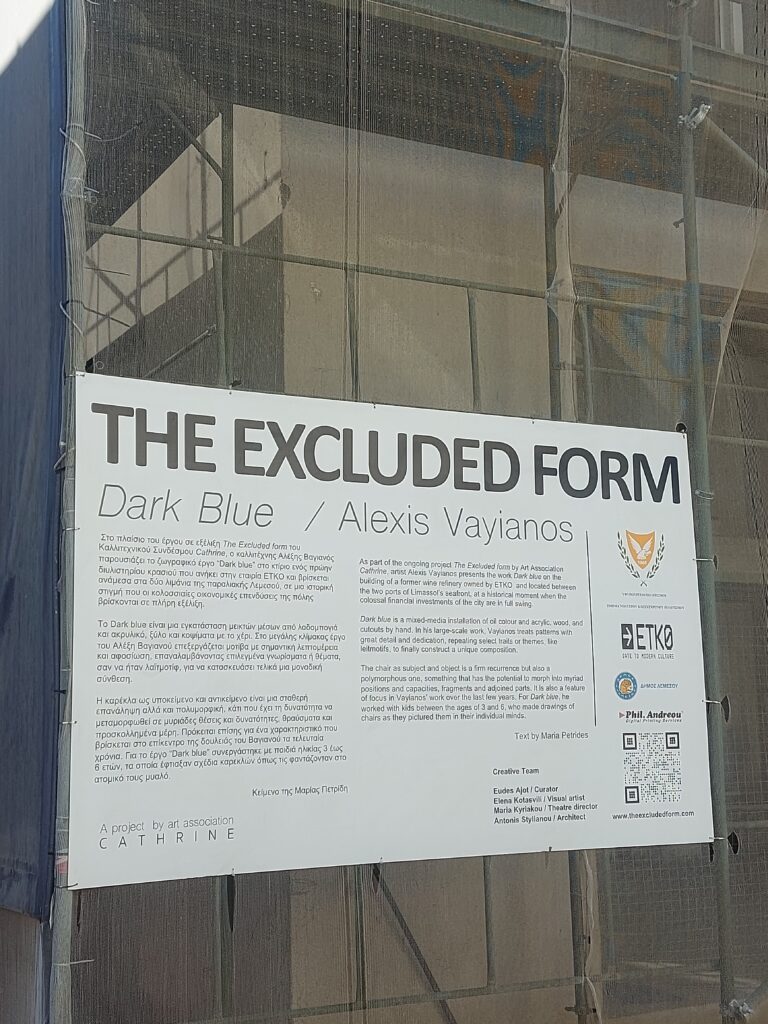 THE EXCLUDED FORM
Dark Blue / Alexis Vayianos
Στο πλαίσιο του έργου σε εξέλιξη The Excluded form του
Καλλιτεχνικού Συνδέσμου Cathrine, ο καλλιτέχνης Αλέξης Βαγιανός
παρουσιάζει το ζωγραφικό έργο "Dark blue" στο κτίριο ενός πρώην
διυλιστηρίου κρασιού που ανήκει στην εταιρία ΕΤΚΟ και βρίσκεται
ανάμεσα στα δύο λιμάνια της παραλιακής Λεμεσού, σε μια ιστορική
στιγμή που οι κολοσσιαίες οικονομικές επενδύσεις της πόλης
βρίσκονται σε πλήρη εξέλιξη.
Το Dark blue είναι μια εγκατάσταση μεικτών μέσων από λαδομπογιά
και ακρυλικό, ξύλο και κοψίματα με το χέρι. Στο μεγάλης κλίμακας έργο
του Αλέξη Βαγιανού επεξεργάζεται μοτίβα με σημαντική λεπτομέρεια
και αφοσίωση, επαναλαμβάνοντας επιλεγμένα γνωρίσματα ή θέματα,
σαν να ήταν λάιτμοτιφ, για να κατασκευάσει τελικά μια μοναδική
σύνθεση.
Η καρέκλα ως υποκείμενο και αντικείμενο είναι μια σταθερή
επανάληψη αλλά και πολυμορφική, κάτι που έχει τη δυνατότητα να
μεταμορφωθεί σε μυριάδες θέσεις και δυνατότητες, θραύσματα και
προσκολλημένα μέρη. Πρόκειται επίσης για ένα χαρακτηριστικό που
βρίσκεται στο επίκεντρο της δουλειάς του Βαγιανού τα τελευταία
χρόνια. Για το έργο "Dark blue" συνεργάστηκε με παιδιά ηλικίας 3 έως
6 ετών, τα οποία έφτιαξαν σχέδια καρεκλών όπως τις φαντάζονταν στο
ατομικό τους μυαλό.
Κείμενο της Μαρίας Πετρίδη
A project by art association
CATHRINE
As part of the ongoing project The Excluded form by Art Association
Cathrine, artist Alexis Vayianos presents the work Dark blue on the
building of a former wine refinery owned by ETKO and located between
the two ports of Limassol's seafront, at a historical moment when the
colossal financial investments of the city are in full swing.
Dark blue is a mixed-media installation of oil colour and acrylic, wood, and
cutouts by hand. In his large-scale work, Vayianos treats patterns with
great detail and dedication, repeating select traits or themes, like
leitmotifs, to finally construct a unique composition.
The chair as subject and object is a firm recurrence but also a
polymorphous one, something that has the potential to morph into myriad
positions and capacities, fragments and adjoined parts. It is also a feature
of focus in Vayianos' work over the last few years. For Dark blue, he
worked with kids between the ages of 3 and 6, who made drawings of
chairs as they pictured them in their individual minds.
Text by Maria Petrides
Creative Team
Eudes Ajot / Curator
Elena Kotasvili / Visual artist
Maria Kyriakou / Theatre director
Antonis Stylianou / Architect
ETKO
GATE TO MODERN CULTURE
ΔΗΜΟΣ ΛΕΜΕΣΟΥ
Phil. Andreou
Digital Printing Services
www.theexcludedform.com